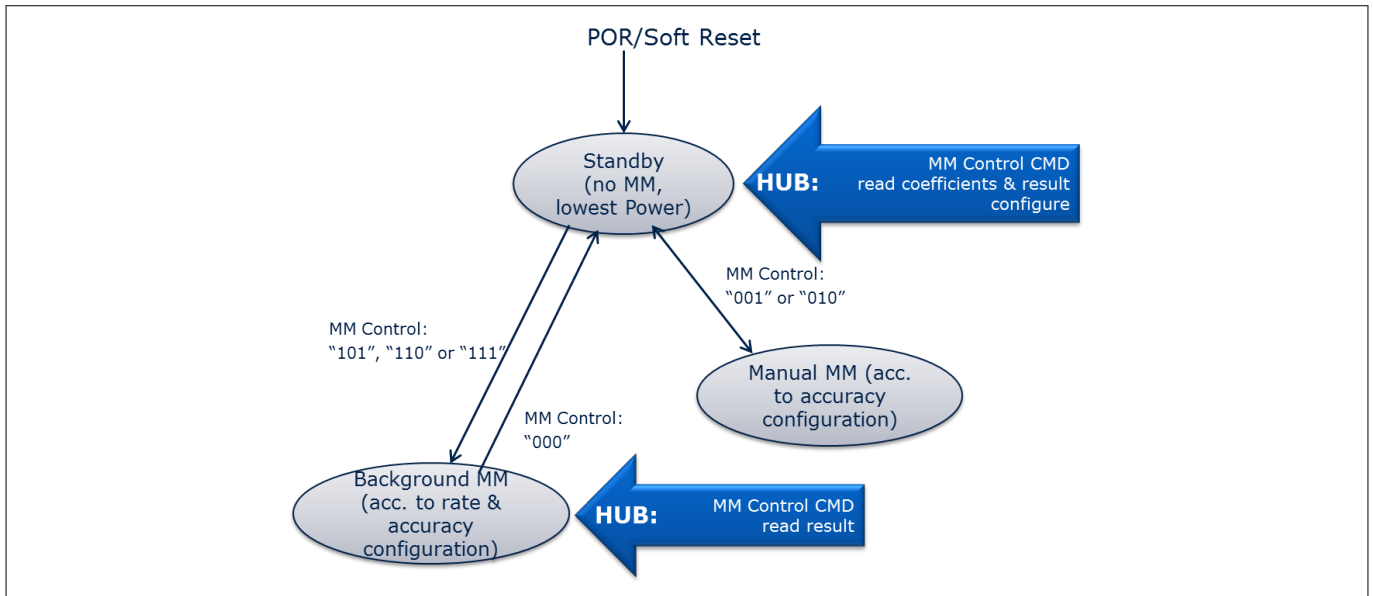 POR/Soft Reset
Standby
(no MM,
lowest Power)
HUB:
MM Control CMD
read coefficients & result
configure
MM Control:
“001” or “010”
MM Control:
“101”, “110” or “111”
Manual MM (acc.
to accuracy
configuration)
MM Control:
“000”
Background MM
(acc. to rate &
accuracy
configuration)
HUB:
MM Control CMD
read result